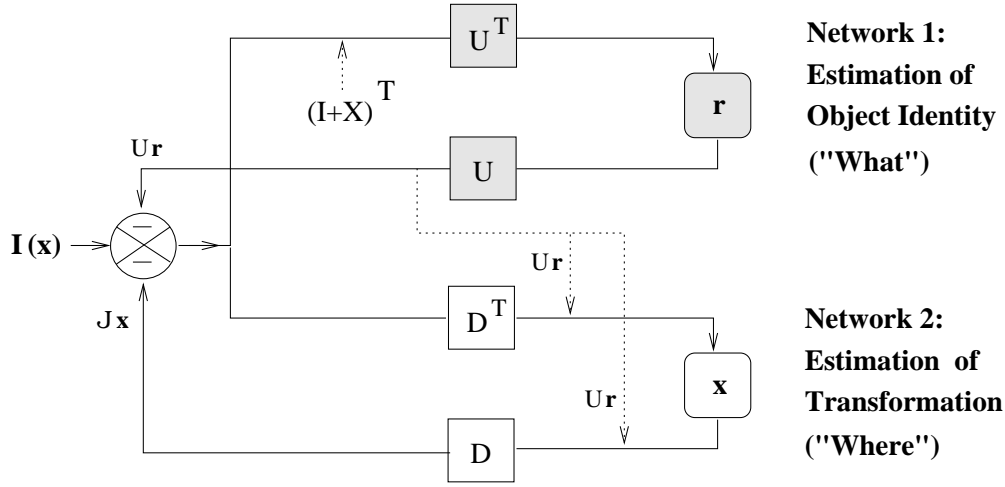 U T
Network 1:
Estimation of
Object Identity
("What")
(I+X) T
r
Ur
U
I (x)
Ur
Jx
D T
Network 2:
Estimation of
Transformation
("Where")
x
Ur
D